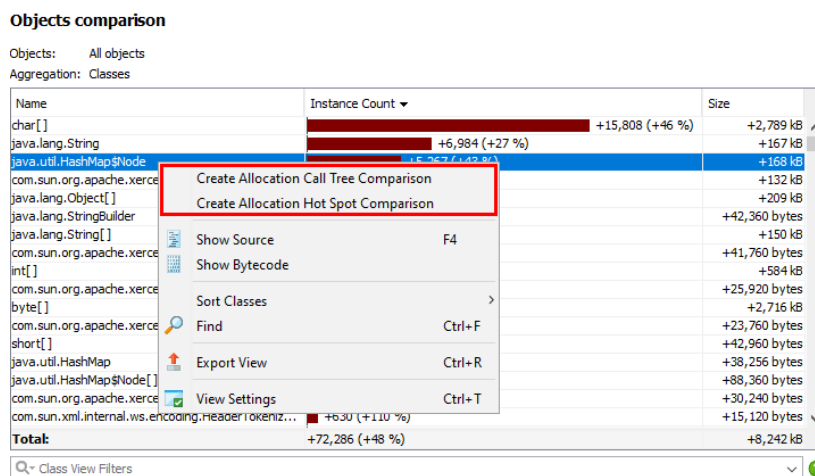 Objects comparison
Objects: All objects
Aggregation: Classes
Name Instance Count Size
char[] +15,808 (+46 %) +2,789 kB
java.lang.String +6,984 (+27 %) +167 kB
java.util.HashMap$Node +5,267 (+43 %) +168 kB
com.sun.org.apache.xerce +132 kB
java.lang.Object[] +209 kB
java.lang.StringBuilder +42,360 bytes
java.lang.String[] +150 kB
com.sun.org.apache.xerce +41,760 bytes
int[] +584 kB
com.sun.org.apache.xerce +25,920 bytes
byte[] +2,716 kB
com.sun.org.apache.xerce +23,760 bytes
short[] +42,960 bytes
java.util.HashMap +38,256 bytes
java.util.HashMap$Node[] +88,360 bytes
com.sun.org.apache.xerce +30,240 bytes
com.sun.xml.internal.ws.encoding.HeaderTokeniz... +630 (+110 %) +15,120 bytes
Total: +72,286 (+48 %) +8,242 kB
Class View Filters
Create Allocation Call Tree Comparison
Create Allocation Hot Spot Comparison
Show Source F4
Show Bytecode
Sort Classes
Find Ctrl+F
Export View Ctrl+R
View Settings Ctrl+T